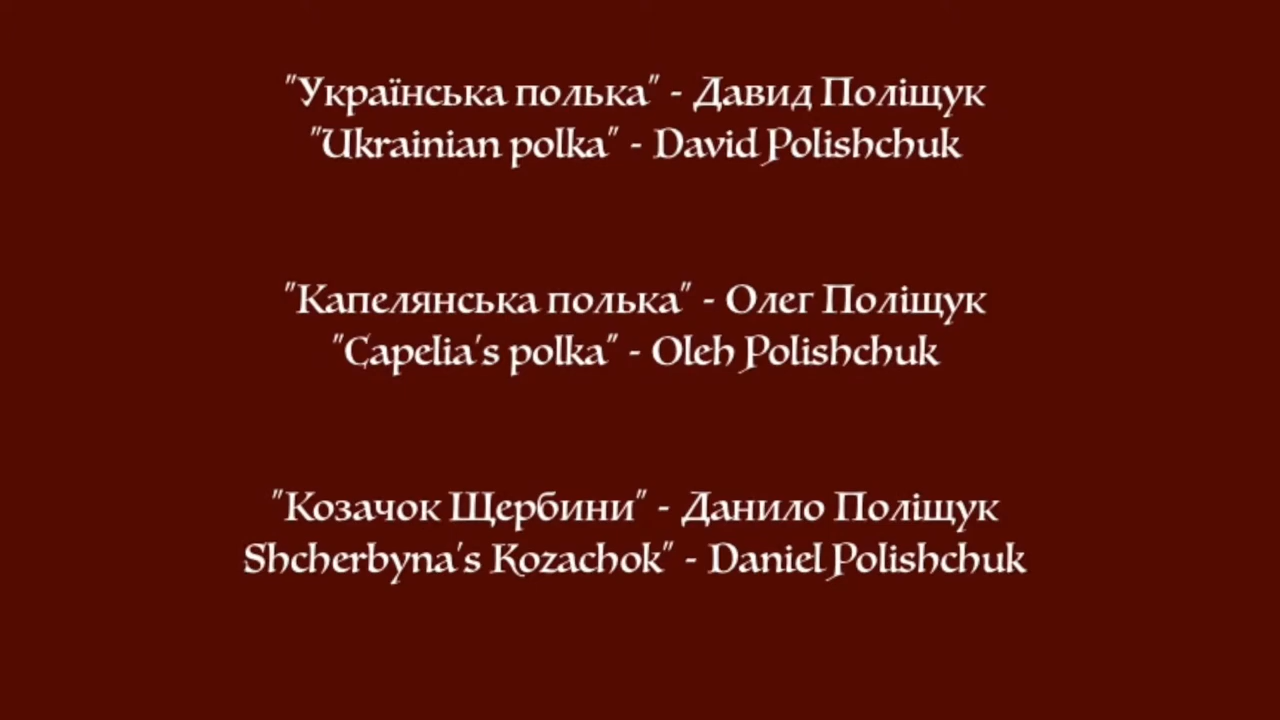 "Українська полька" - Давид Поліщук
"Ukrainian polka" - David Polishchuk
"Капелянська полька" - Олег Поліщук
"Capelia's polka" - Oleh Polishchuk
"Козачок Щербини" - Данило Поліщук
Shcherbyna's Kozachok" - Daniel Polishchuk